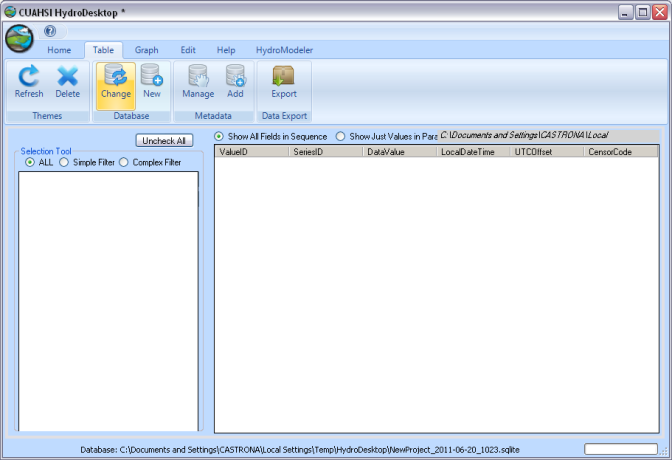 CUAHSI HydroDesktop *
Home Table Graph Edit Help HydroModeler
Refresh Delete Change New Manage Add Export
Themes Database Metadata Data Export
Uncheck All
Show All Fields in Sequence Show Just Values in Para C:\Documents and Settings\CASTRONA\Local
Selection Tool
ALL Simple Filter Complex Filter
ValueID SeriesID DataValue LocalDateTime UTCOffset CensorCode
Database: C:\Documents and Settings\CASTRONA\Local Settings\Temp\HydroDesktop\NewProject_2011-06-20_1023.sqlite